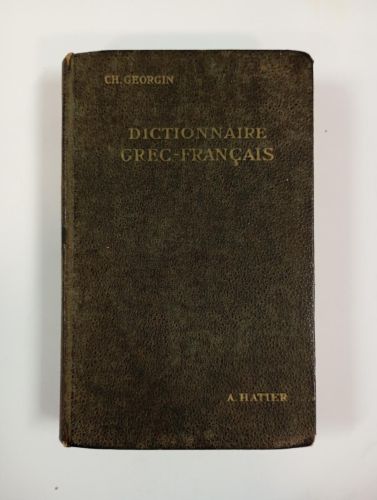 CH. GEORGIN
DICTIONNAIRE
GREC-FRANÇAIS
A. HATIER